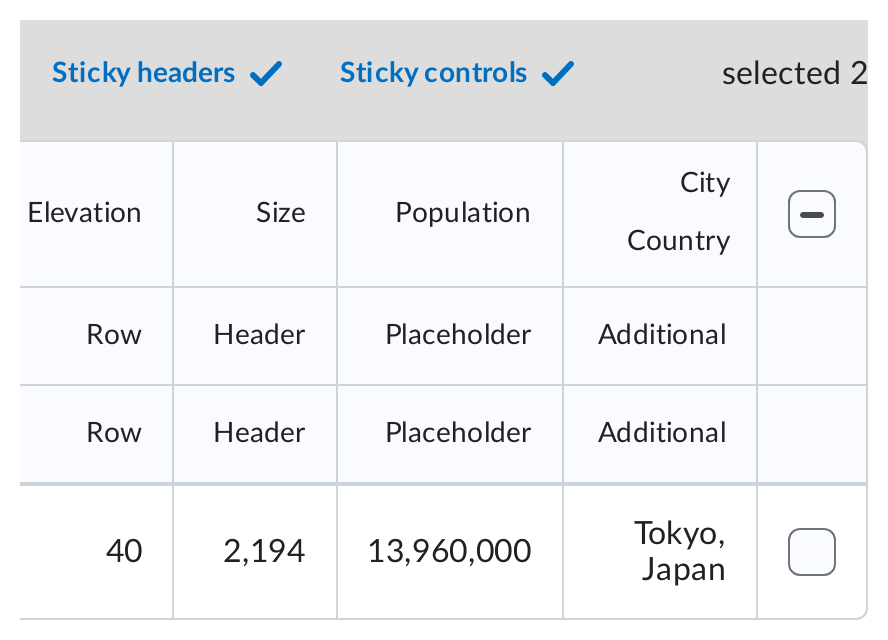 Sticky headers Sticky controls selected 2
Elevation Size Population City
Country
Row Header Placeholder Additional
Row Header Placeholder Additional
40 2,194 13,960,000 Tokyo,
Japan